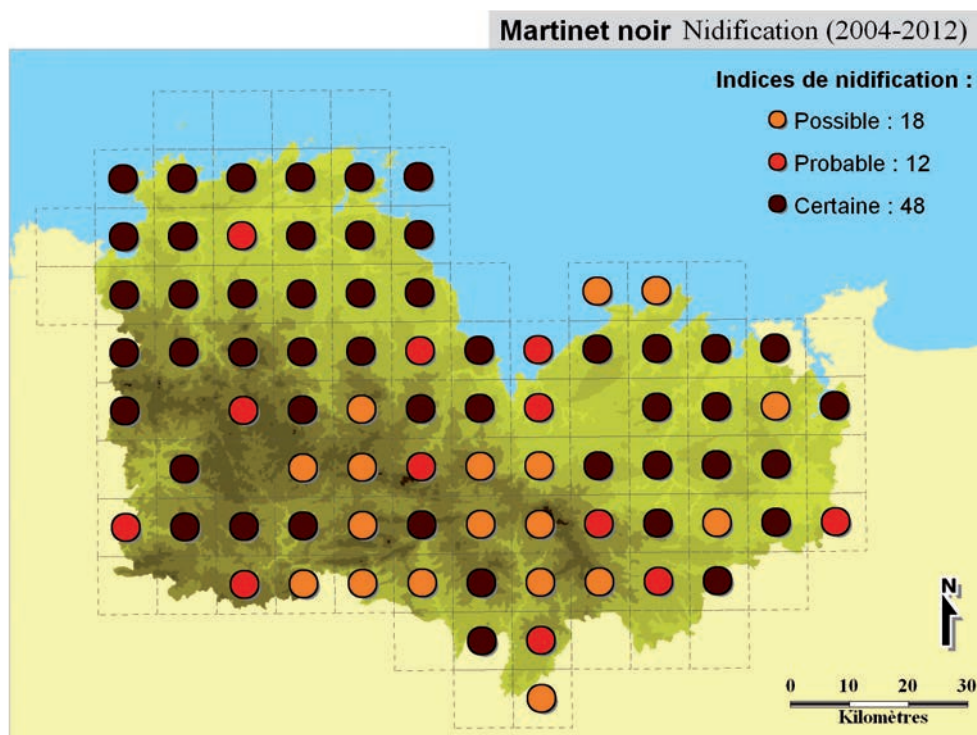 Martinet noir Nidification (2004-2012)
Indices de nidification :
Possible : 18
Probable : 12
Certaine : 48
N
0 10 20 30
Kilomètres